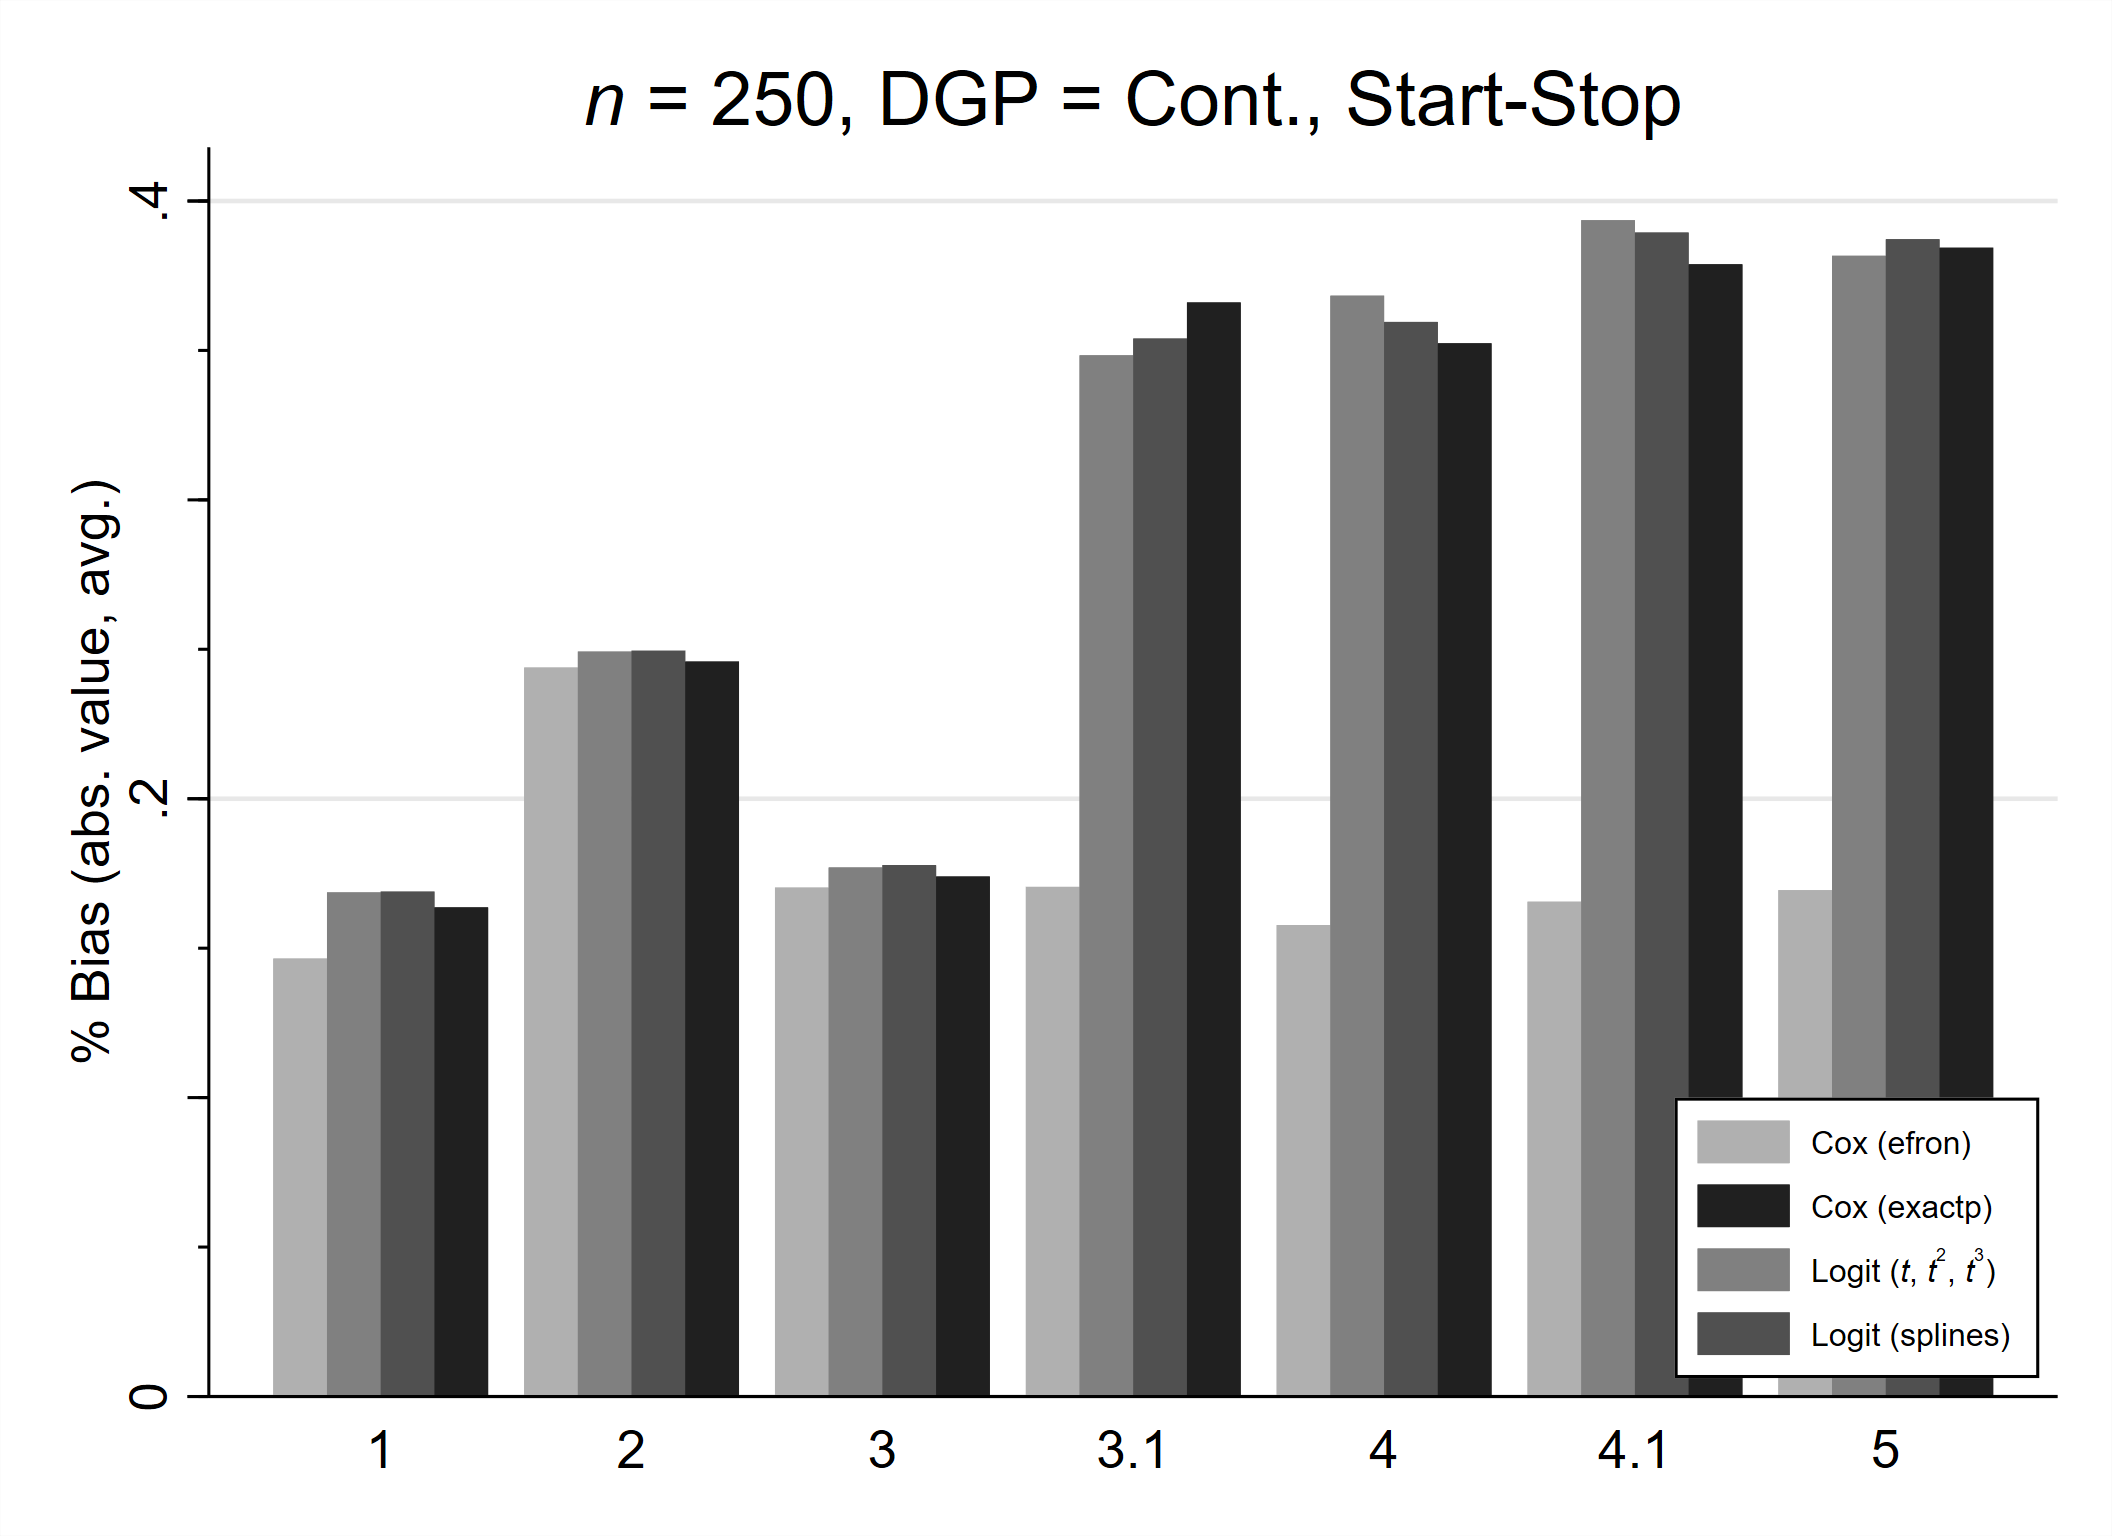 n = 250, DGP = Cont., Start-Stop
% Bias (abs. value, avg.)
.4
.2
0
1 2 3 3.1 4 4.1 5
Cox (efron)
Cox (exactp)
Logit (t, t², t³)
Logit (splines)